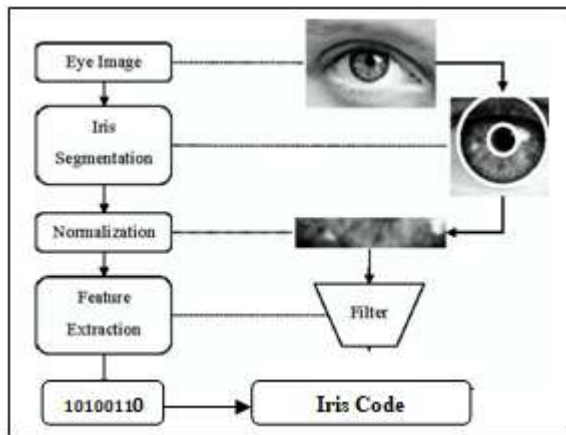 Eye Image
Iris
Segmentation
Normalization
Feature
Extraction
Filter
10100110
Iris Code